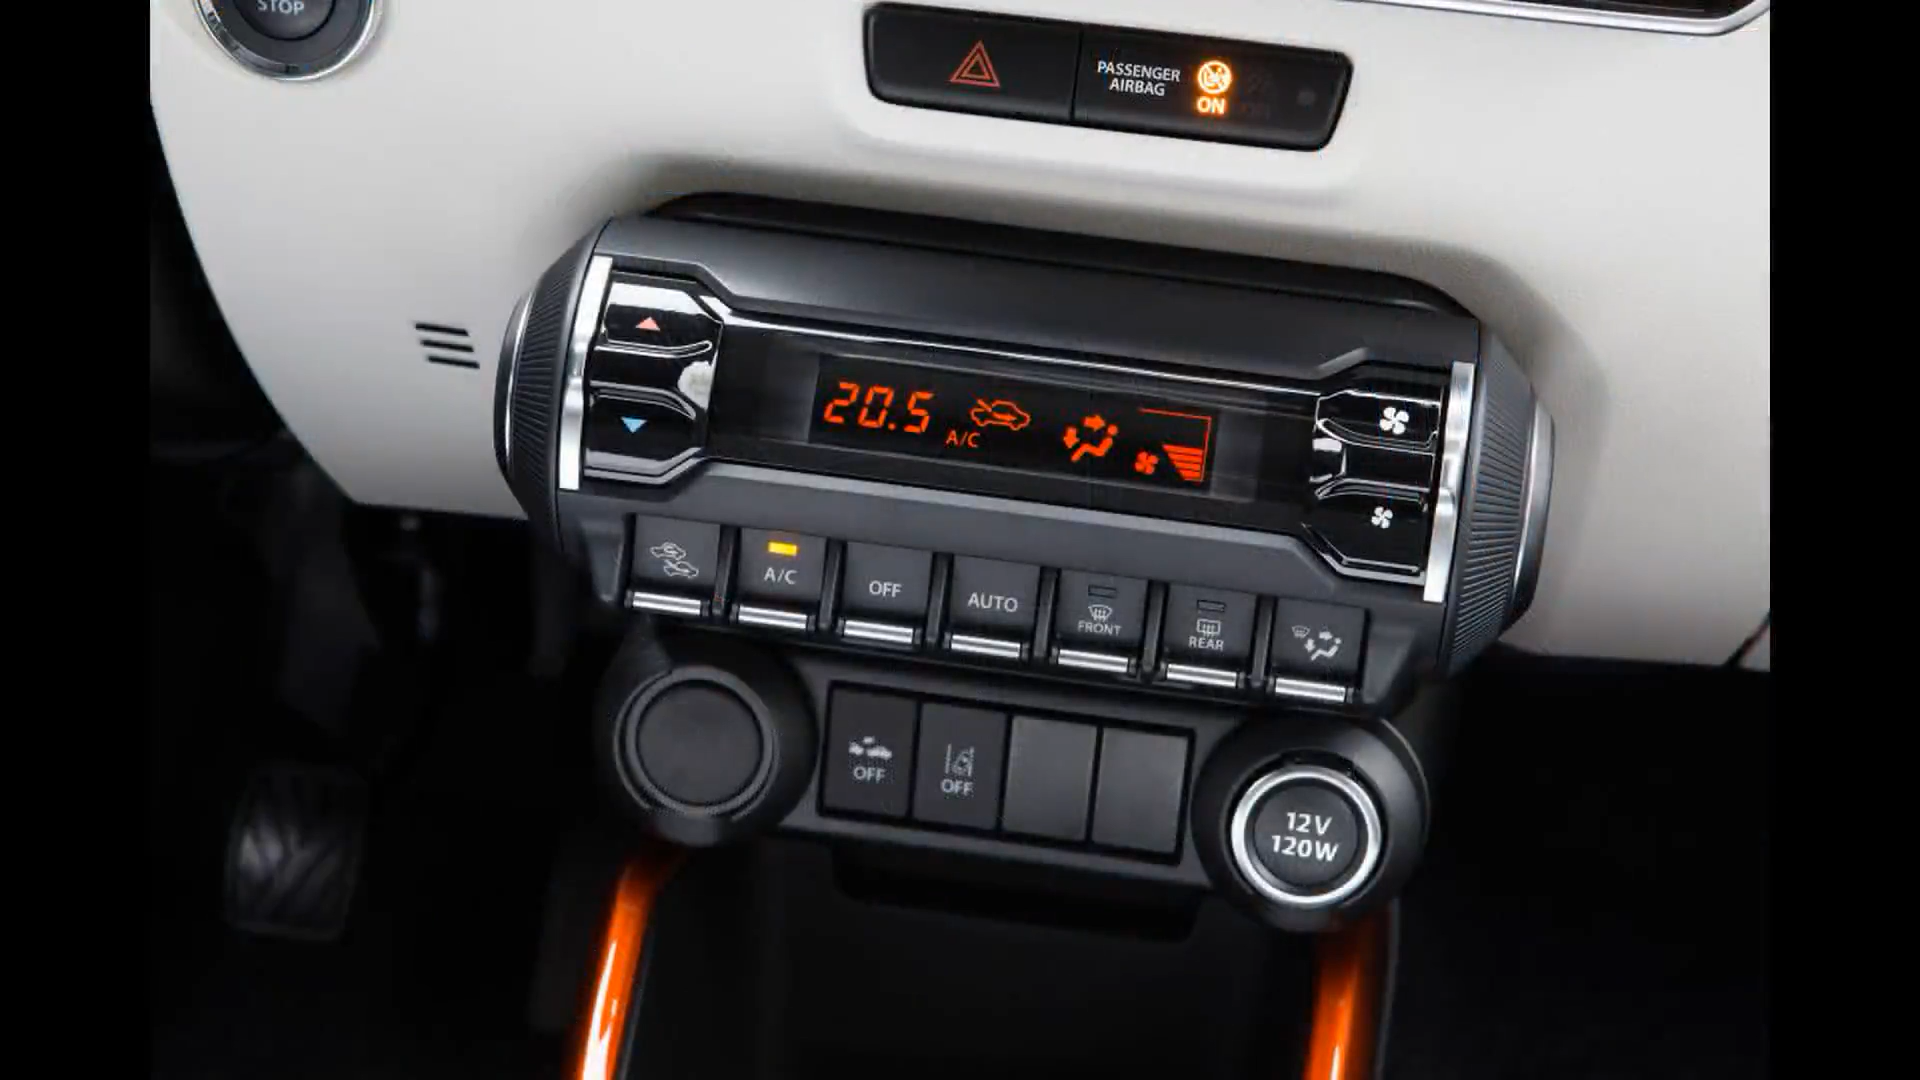 STOP
PASSENGER
AIRBAG
ON
20.5
A/C
A/C
OFF
AUTO
FRONT
REAR
OFF
OFF
12V
120W